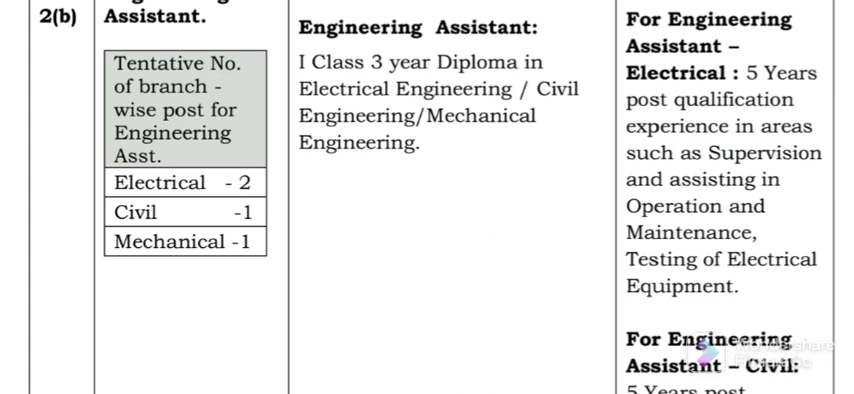 2(b)
Assistant.
Tentative No.
of branch -
wise post for
Engineering
Asst.
Electrical - 2
Civil -1
Mechanical -1
Engineering Assistant:
I Class 3 year Diploma in
Electrical Engineering / Civil
Engineering/Mechanical
Engineering.
For Engineering
Assistant –
Electrical : 5 Years
post qualification
experience in areas
such as Supervision
and assisting in
Operation and
Maintenance,
Testing of Electrical
Equipment.
For Engineering
Assistant – Civil:
5 Years post